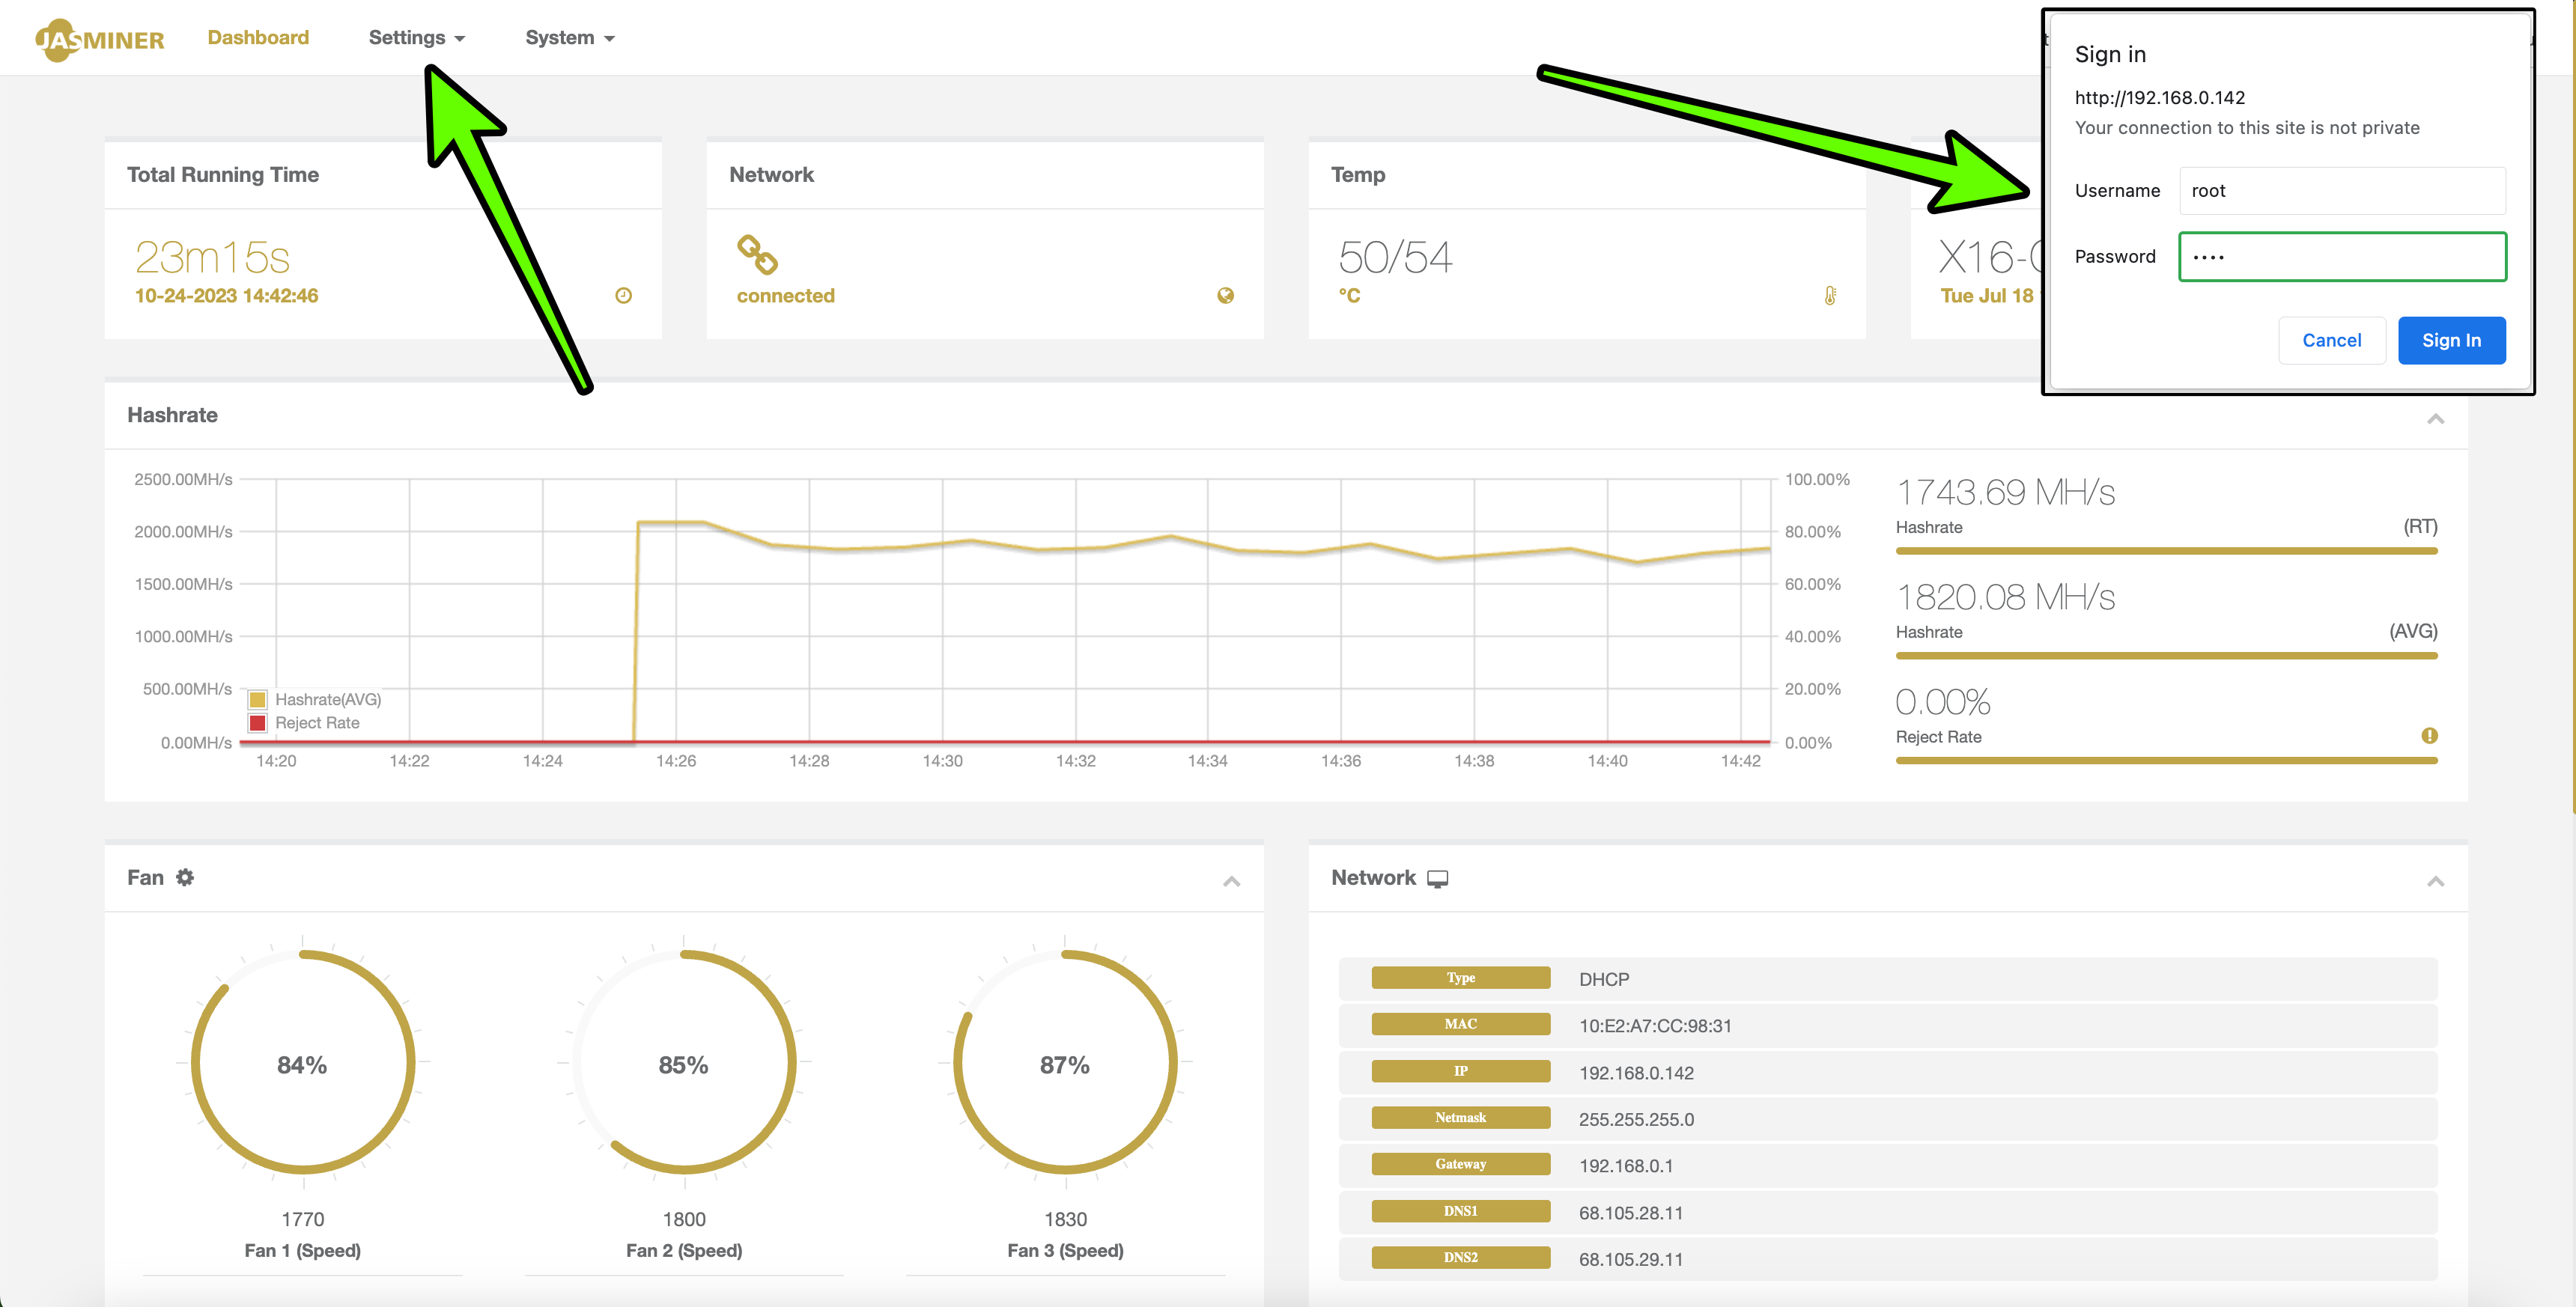 JASMINER
Dashboard
Settings
System
Sign in
http://192.168.0.142
Your connection to this site is not private
Username
root
Password
••••
Cancel
Sign In
Total Running Time
23m15s
10-24-2023 14:42:46
Network
connected
Temp
50/54
°C
X16-
Tue Jul 18
Hashrate
2500.00MH/s
2000.00MH/s
1500.00MH/s
1000.00MH/s
500.00MH/s
0.00MH/s
Hashrate(AVG)
Reject Rate
100.00%
80.00%
60.00%
40.00%
20.00%
0.00%
14:20 14:22 14:24 14:26 14:28 14:30 14:32 14:34 14:36 14:38 14:40 14:42
1743.69 MH/s
Hashrate (RT)
1820.08 MH/s
Hashrate (AVG)
0.00%
Reject Rate
Fan
84%
1770
Fan 1 (Speed)
85%
1800
Fan 2 (Speed)
87%
1830
Fan 3 (Speed)
Network
Type DHCP
MAC 10:E2:A7:CC:98:31
IP 192.168.0.142
Netmask 255.255.255.0
Gateway 192.168.0.1
DNS1 68.105.28.11
DNS2 68.105.29.11